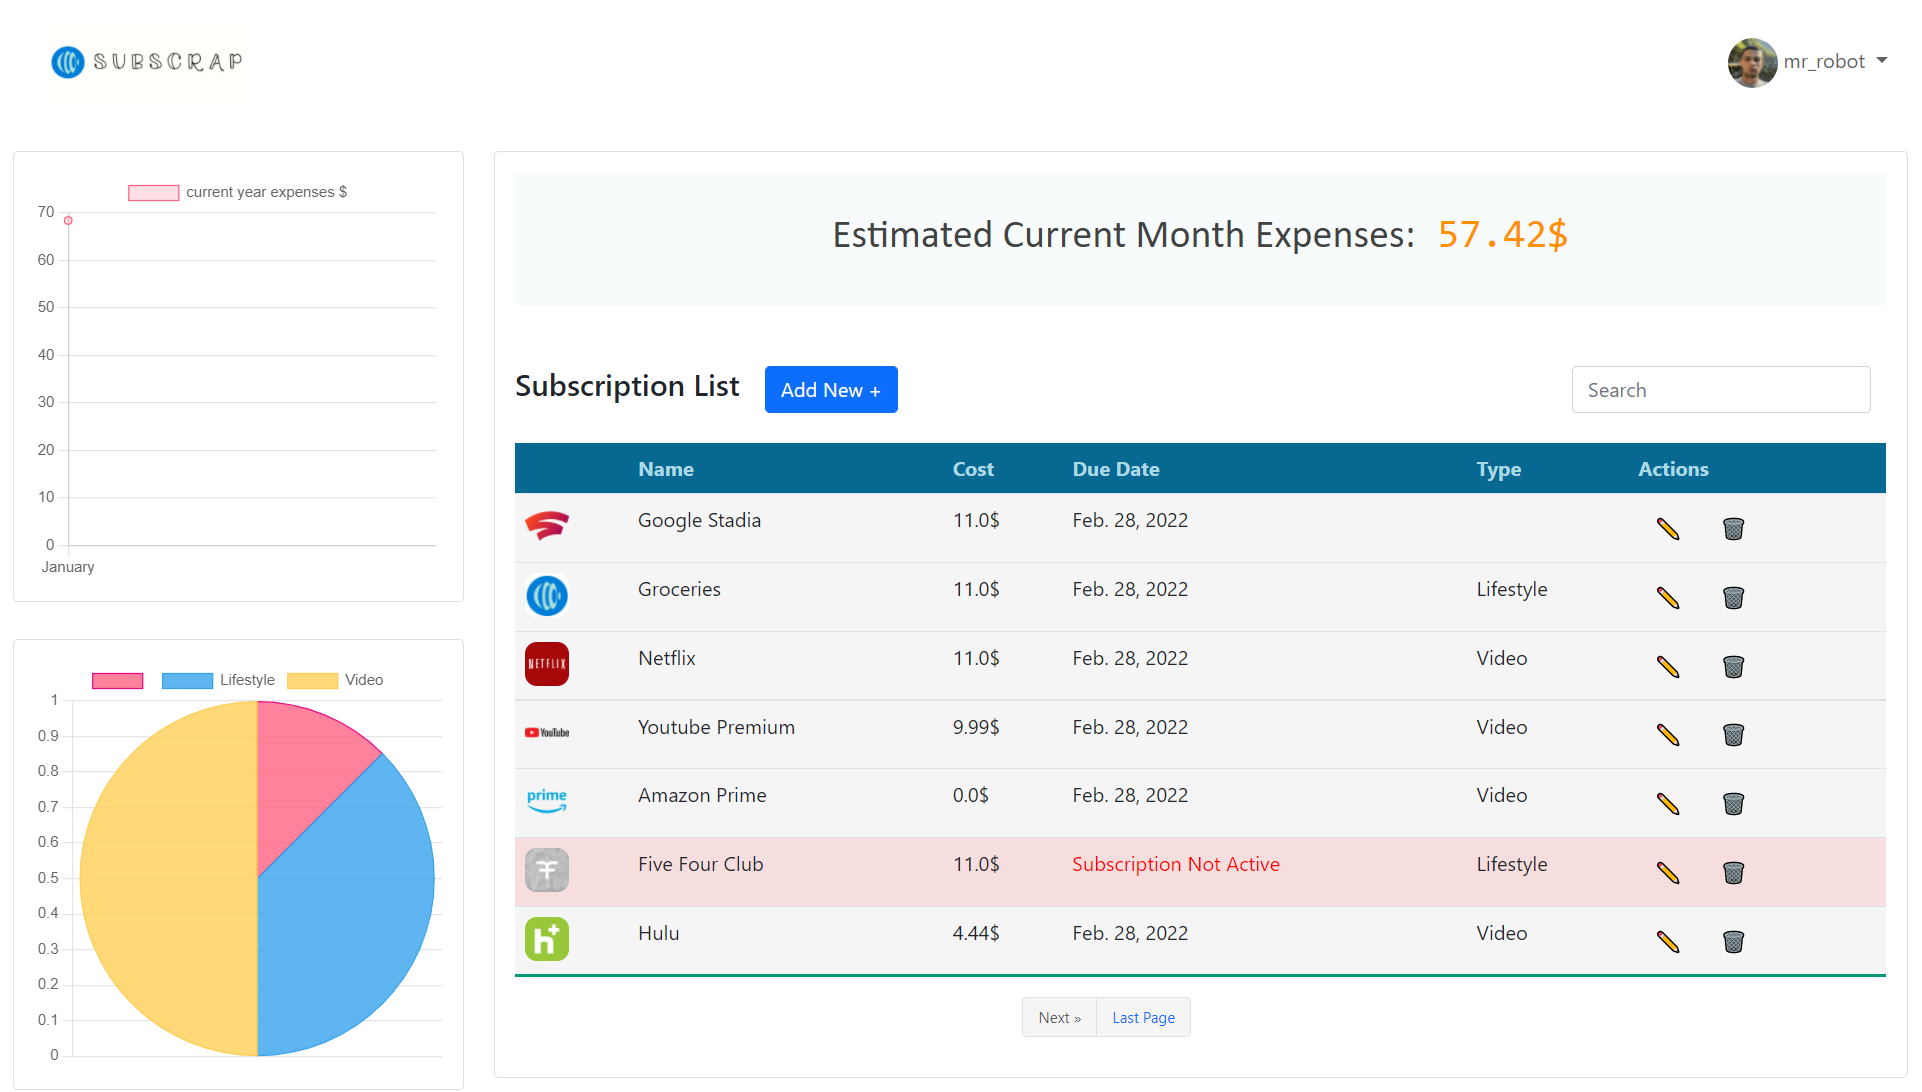 SUBSCRAP
mr_robot
current year expenses $
70
60
50
40
30
20
10
0
January
Lifestyle Video
1
0.9
0.8
0.7
0.6
0.5
0.4
0.3
0.2
0.1
0
Estimated Current Month Expenses: 57.42$
Subscription List Add New + Search
Name Cost Due Date Type Actions
Google Stadia 11.0$ Feb. 28, 2022
Groceries 11.0$ Feb. 28, 2022 Lifestyle
NETFLIX Netflix 11.0$ Feb. 28, 2022 Video
YouTube Youtube Premium 9.99$ Feb. 28, 2022 Video
prime Amazon Prime 0.0$ Feb. 28, 2022 Video
Five Four Club 11.0$ Subscription Not Active Lifestyle
h+ Hulu 4.44$ Feb. 28, 2022 Video
Next » Last Page